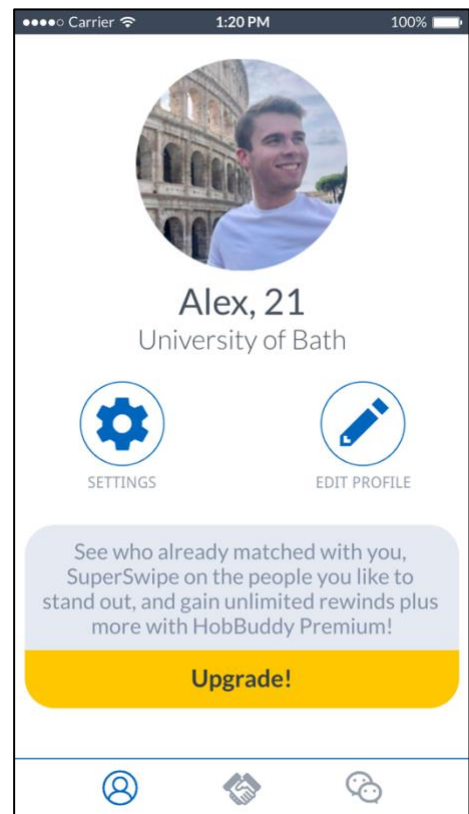 Carrier 1:20 PM 100%
Alex, 21
University of Bath
SETTINGS EDIT PROFILE
See who already matched with you,
SuperSwipe on the people you like to
stand out, and gain unlimited rewinds plus
more with HobBuddy Premium!
Upgrade!